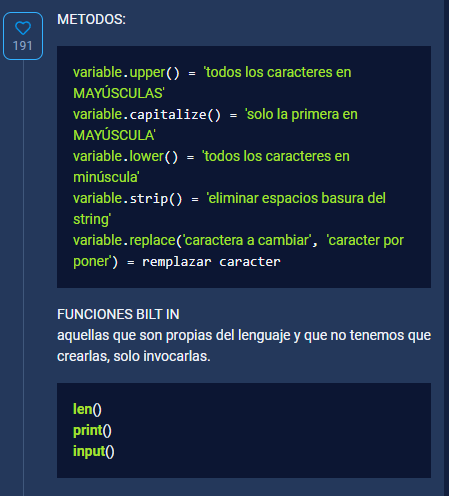 191
METODOS:
variable.upper() = 'todos los caracteres en
MAYÚSCULAS'
variable.capitalize() = 'solo la primera en
MAYÚSCULA'
variable.lower() = 'todos los caracteres en
minúscula'
variable.strip() = 'eliminar espacios basura del
string'
variable.replace('caractera a cambiar', 'caracter por
poner') = remplazar caracter
FUNCIONES BILT IN
aquellas que son propias del lenguaje y que no tenemos que
crearlas, solo invocarlas.
len()
print()
input()